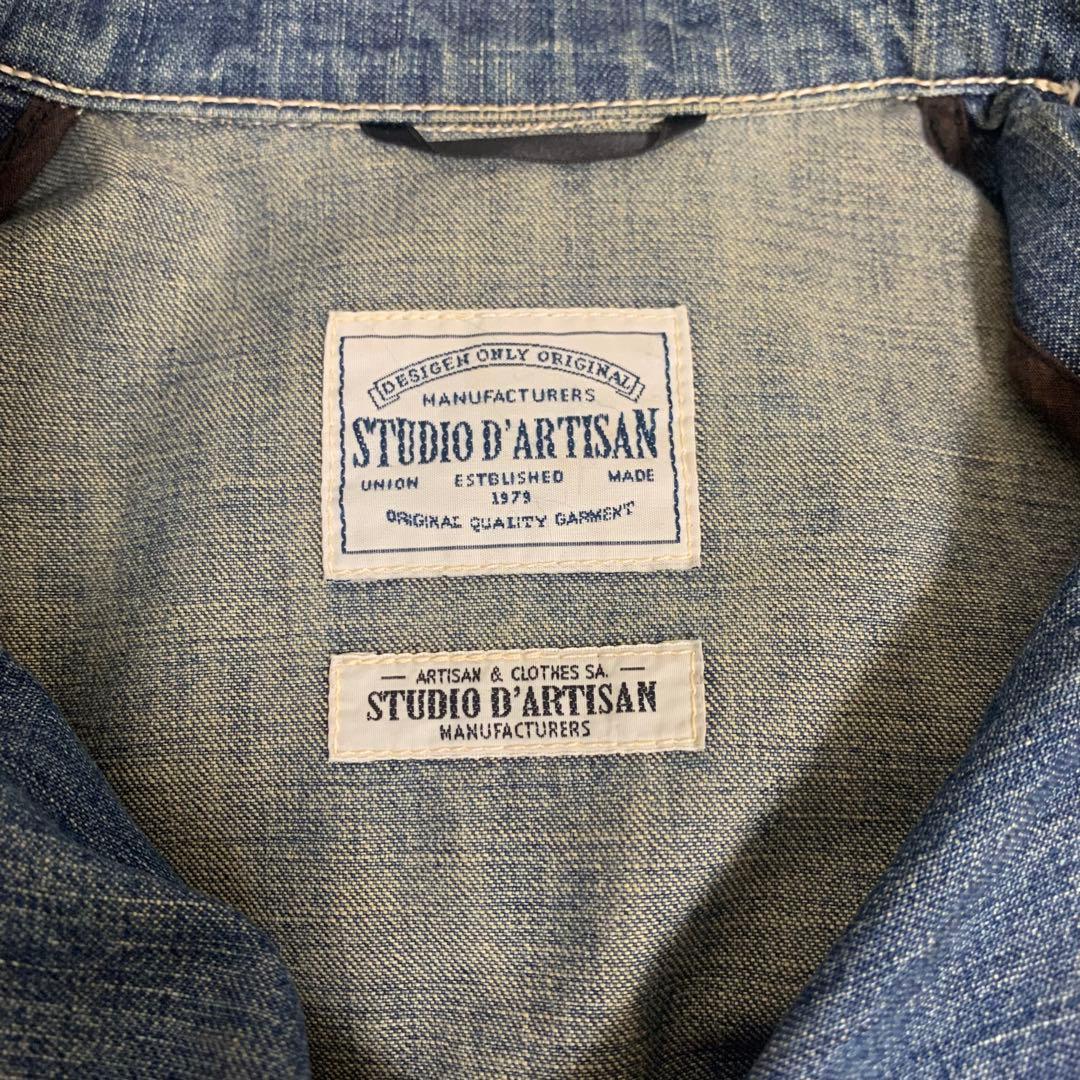 DESIGEN ONLY ORIGINAL
MANUFACTURERS
STUDIO D'ARTISAN
UNION ESTBLISHED MADE
1979
ORIGINAL QUALITY GARMENT
— ARTISAN & CLOTHES SA. —
STUDIO D'ARTISAN
MANUFACTURERS